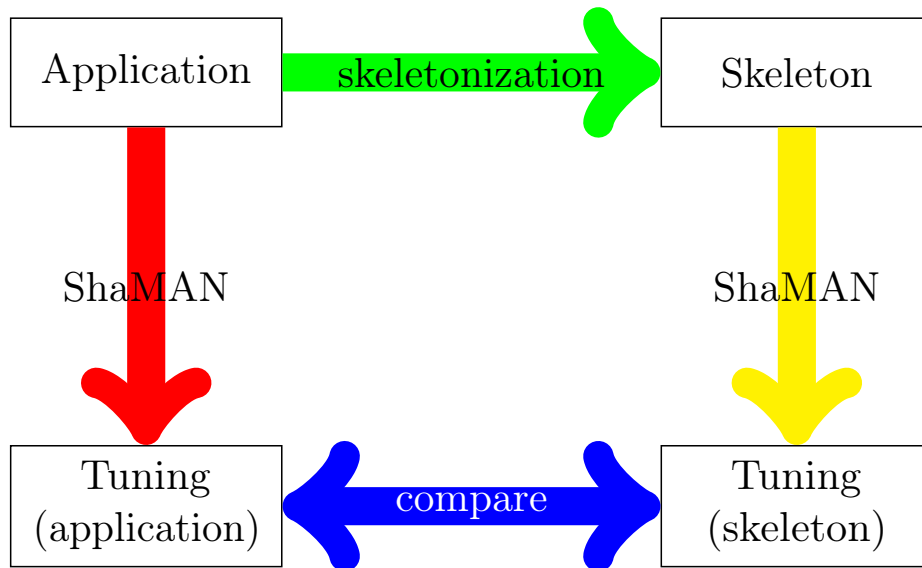 Application
skeletonization
Skeleton
ShaMAN
ShaMAN
Tuning
(application)
compare
Tuning
(skeleton)